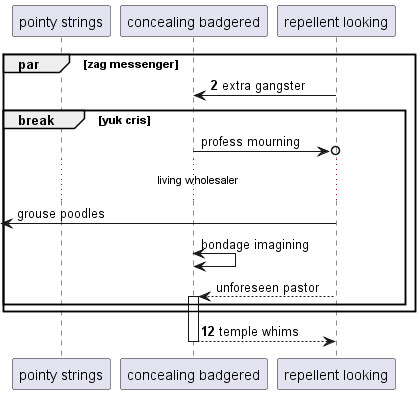 pointy strings
concealing badgered
repellent looking
par
[zag messenger]
2 extra gangster
break
[yuk cris]
profess mourning
living wholesaler
grouse poodles
bondage imagining
unforeseen pastor
12 temple whims
pointy strings
concealing badgered
repellent looking